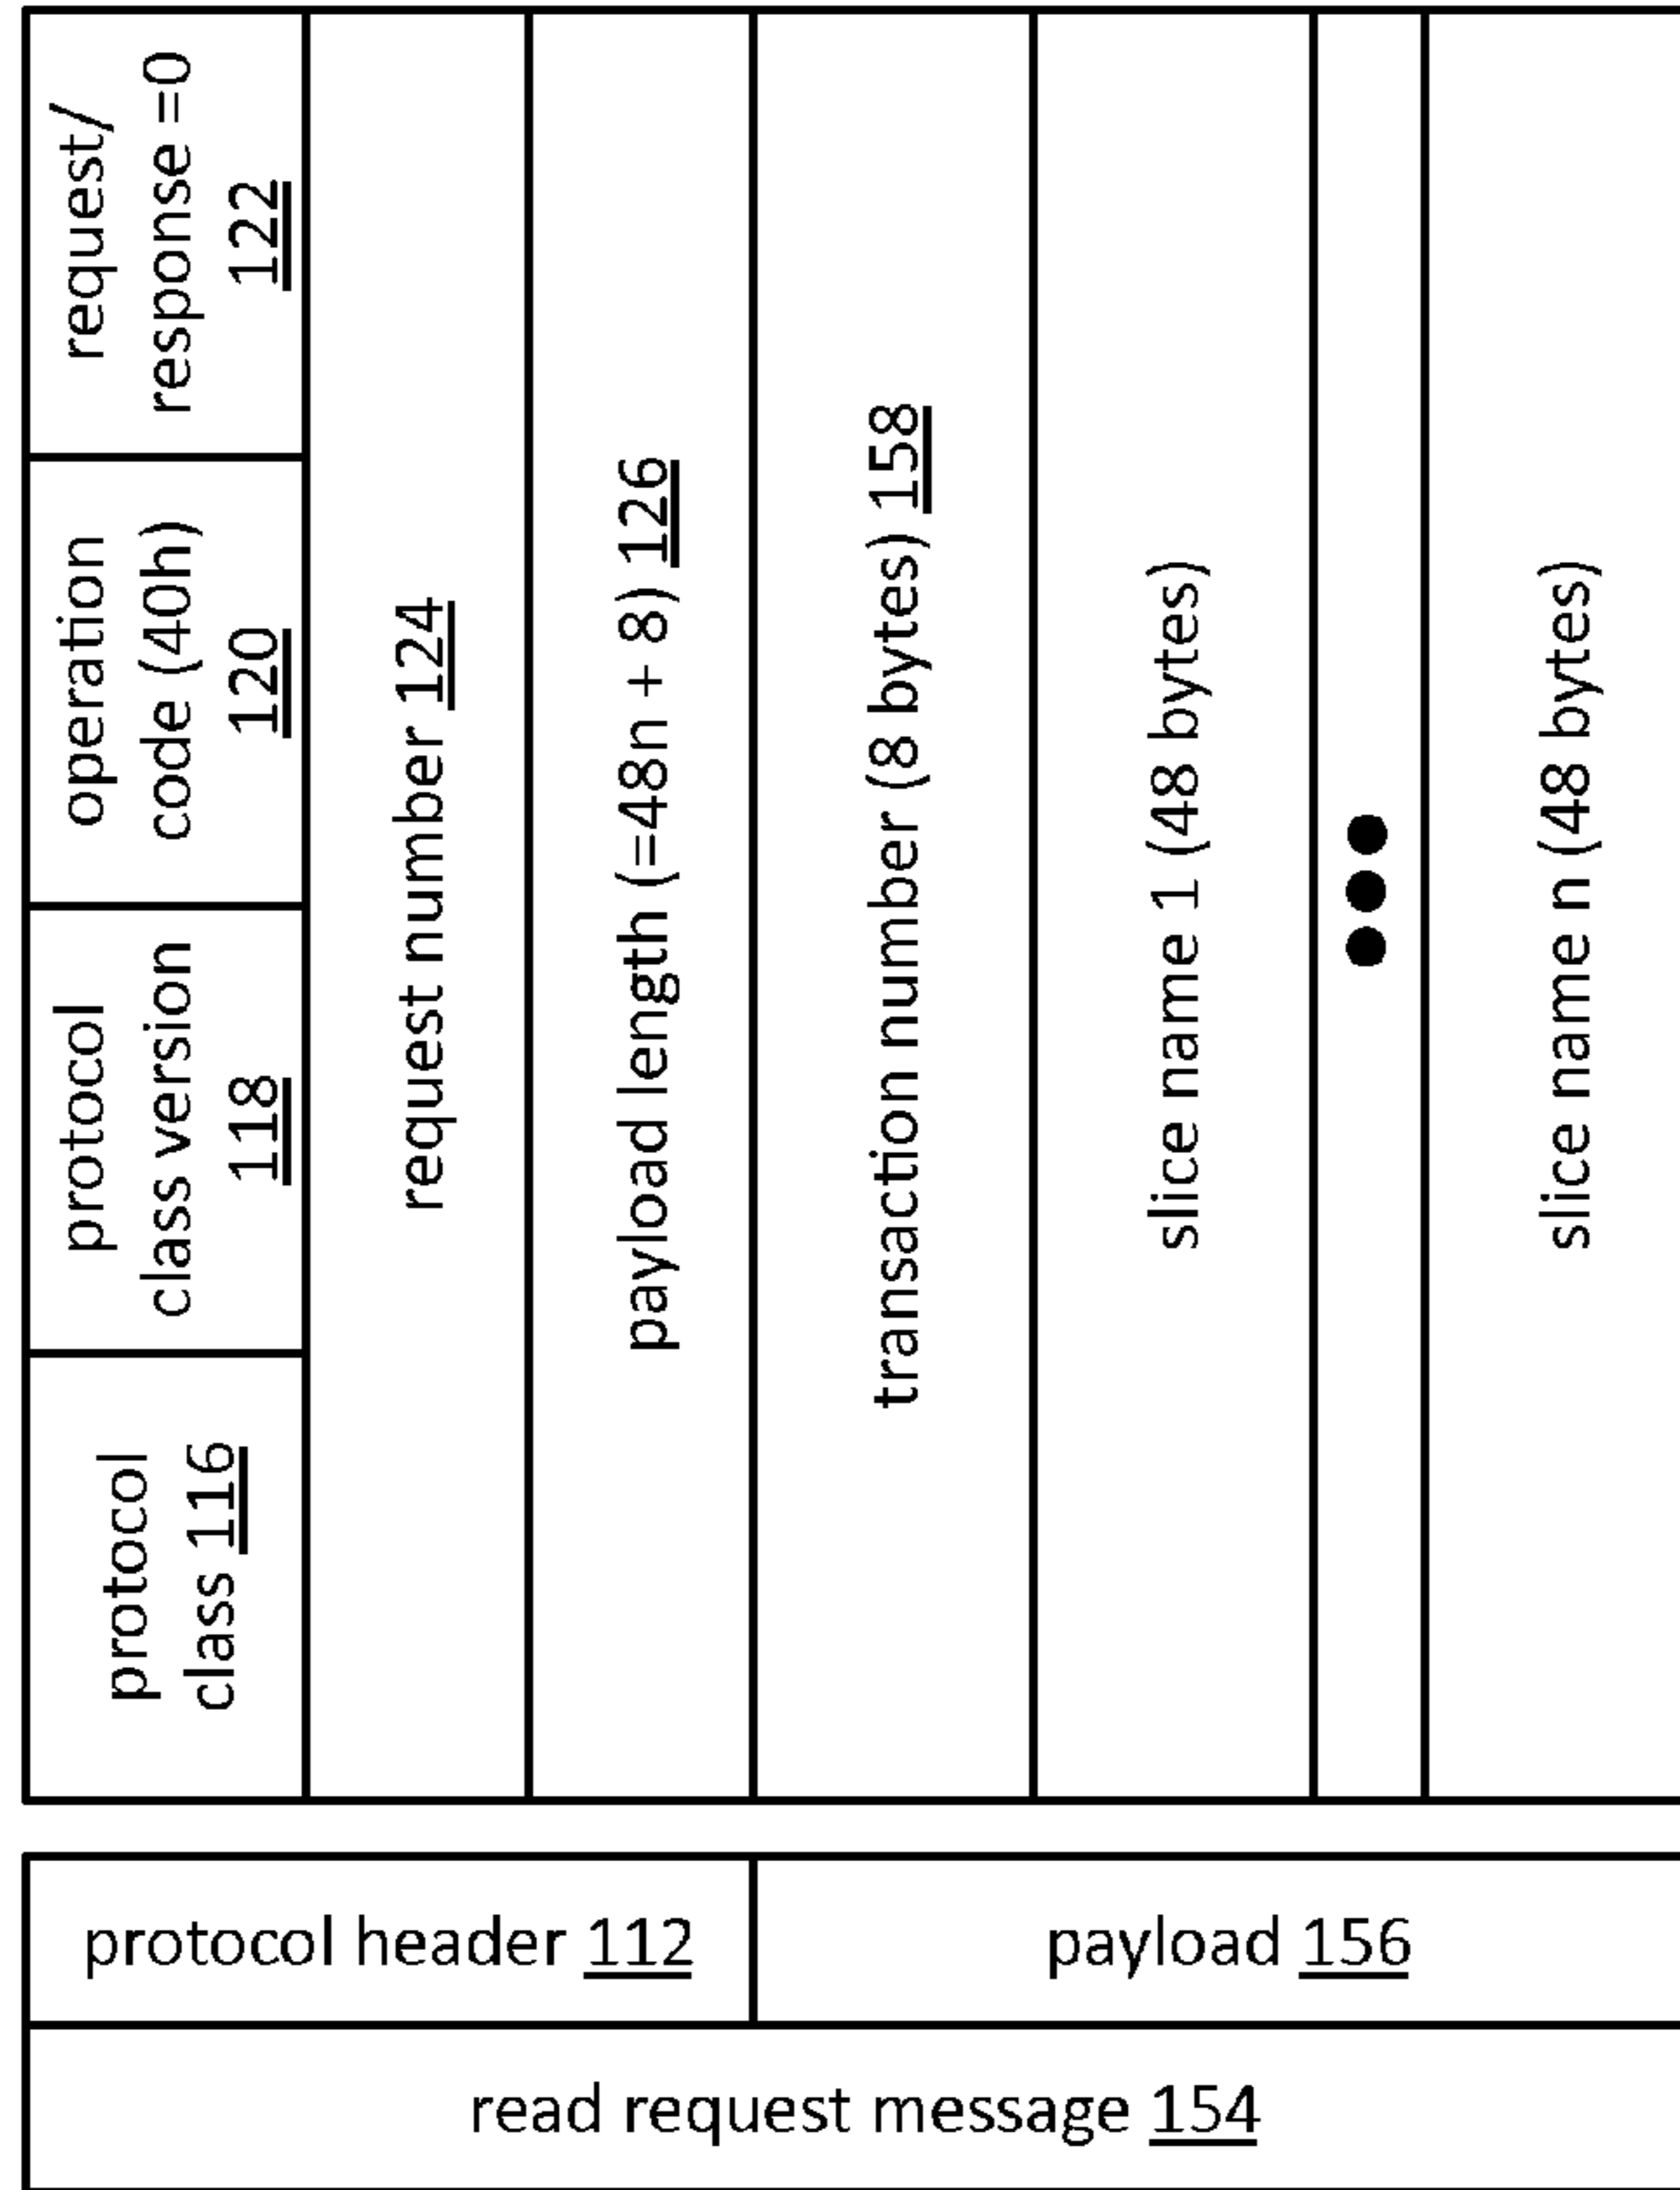 read request message 154
protocol header 112
payload 156
protocol
class 116
protocol
class version
118
operation
code (40h)
120
request/
response =0
122
request number 124
payload length (=48n + 8) 126
transaction number (8 bytes) 158
slice name 1 (48 bytes)
slice name n (48 bytes)